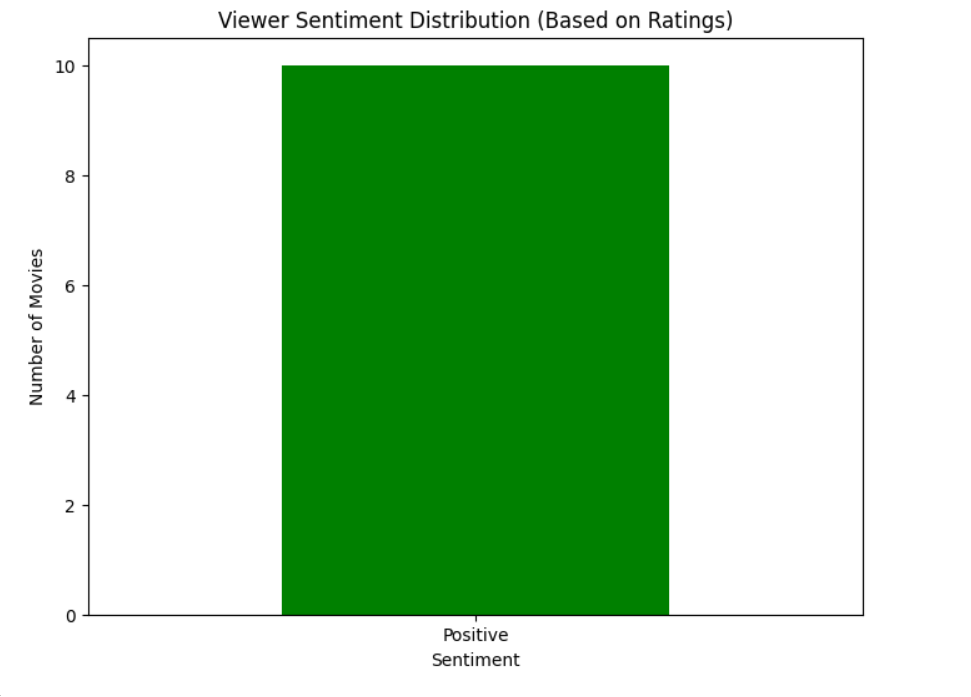 Viewer Sentiment Distribution (Based on Ratings)
Number of Movies
10
8
6
4
2
0
Positive
Sentiment